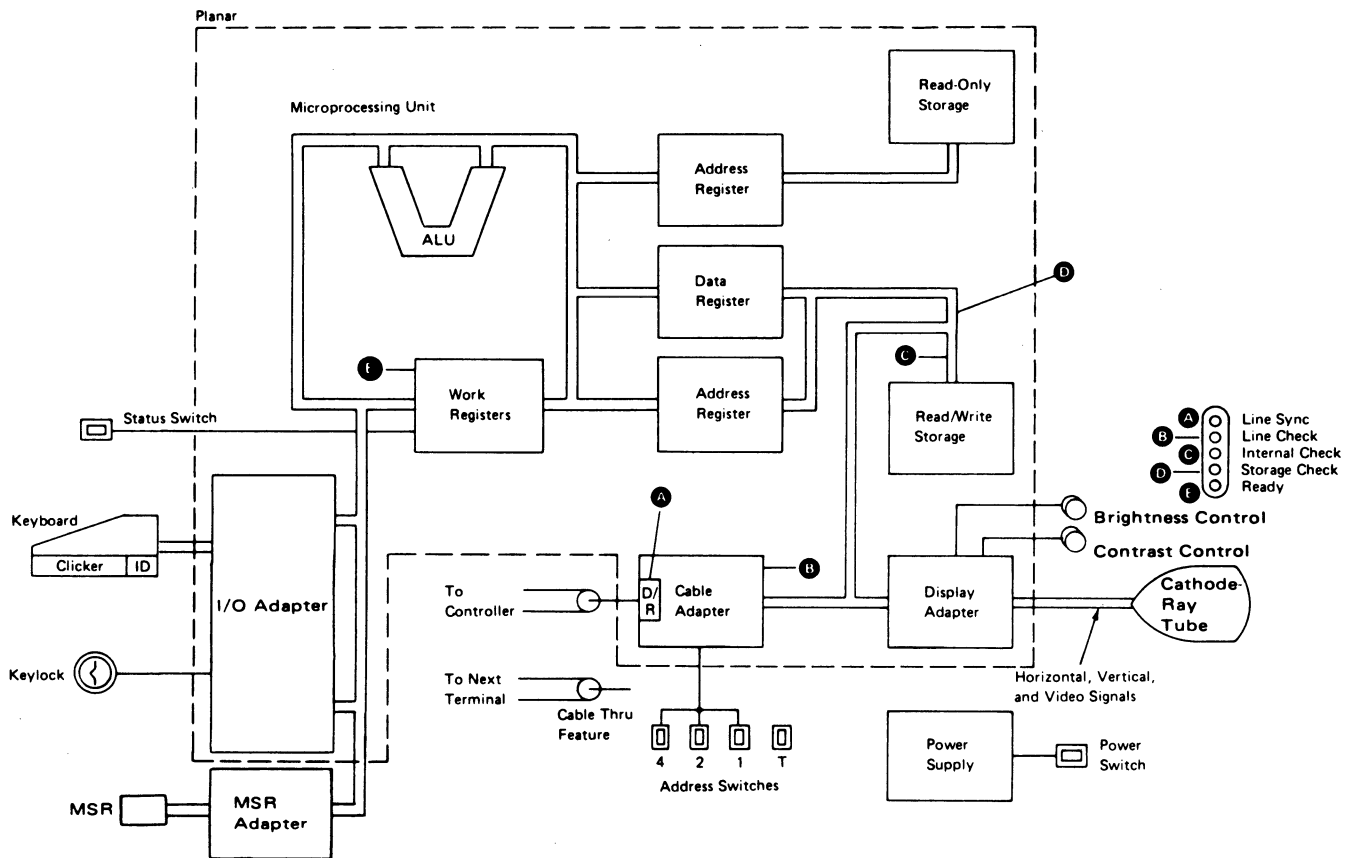 Planar
Read-Only
Storage
Microprocessing Unit
Address
Register
ALU
D
Data
Register
C
Work
Registers
Address
Register
Read/Write
Storage
Status Switch
A
Line Sync
B
Line Check
C
Internal Check
D
Storage Check
E
Ready
A
Keyboard
Clicker
ID
Brightness Control
Contrast Control
I/O Adapter
To
Controller
D/
R
Cable
Adapter
B
Display
Adapter
Cathode-
Ray
Tube
Keylock
To Next
Terminal
Cable Thru
Feature
Horizontal, Vertical,
and Video Signals
4 2 1 T
Address Switches
Power
Supply
Power
Switch
MSR
MSR
Adapter